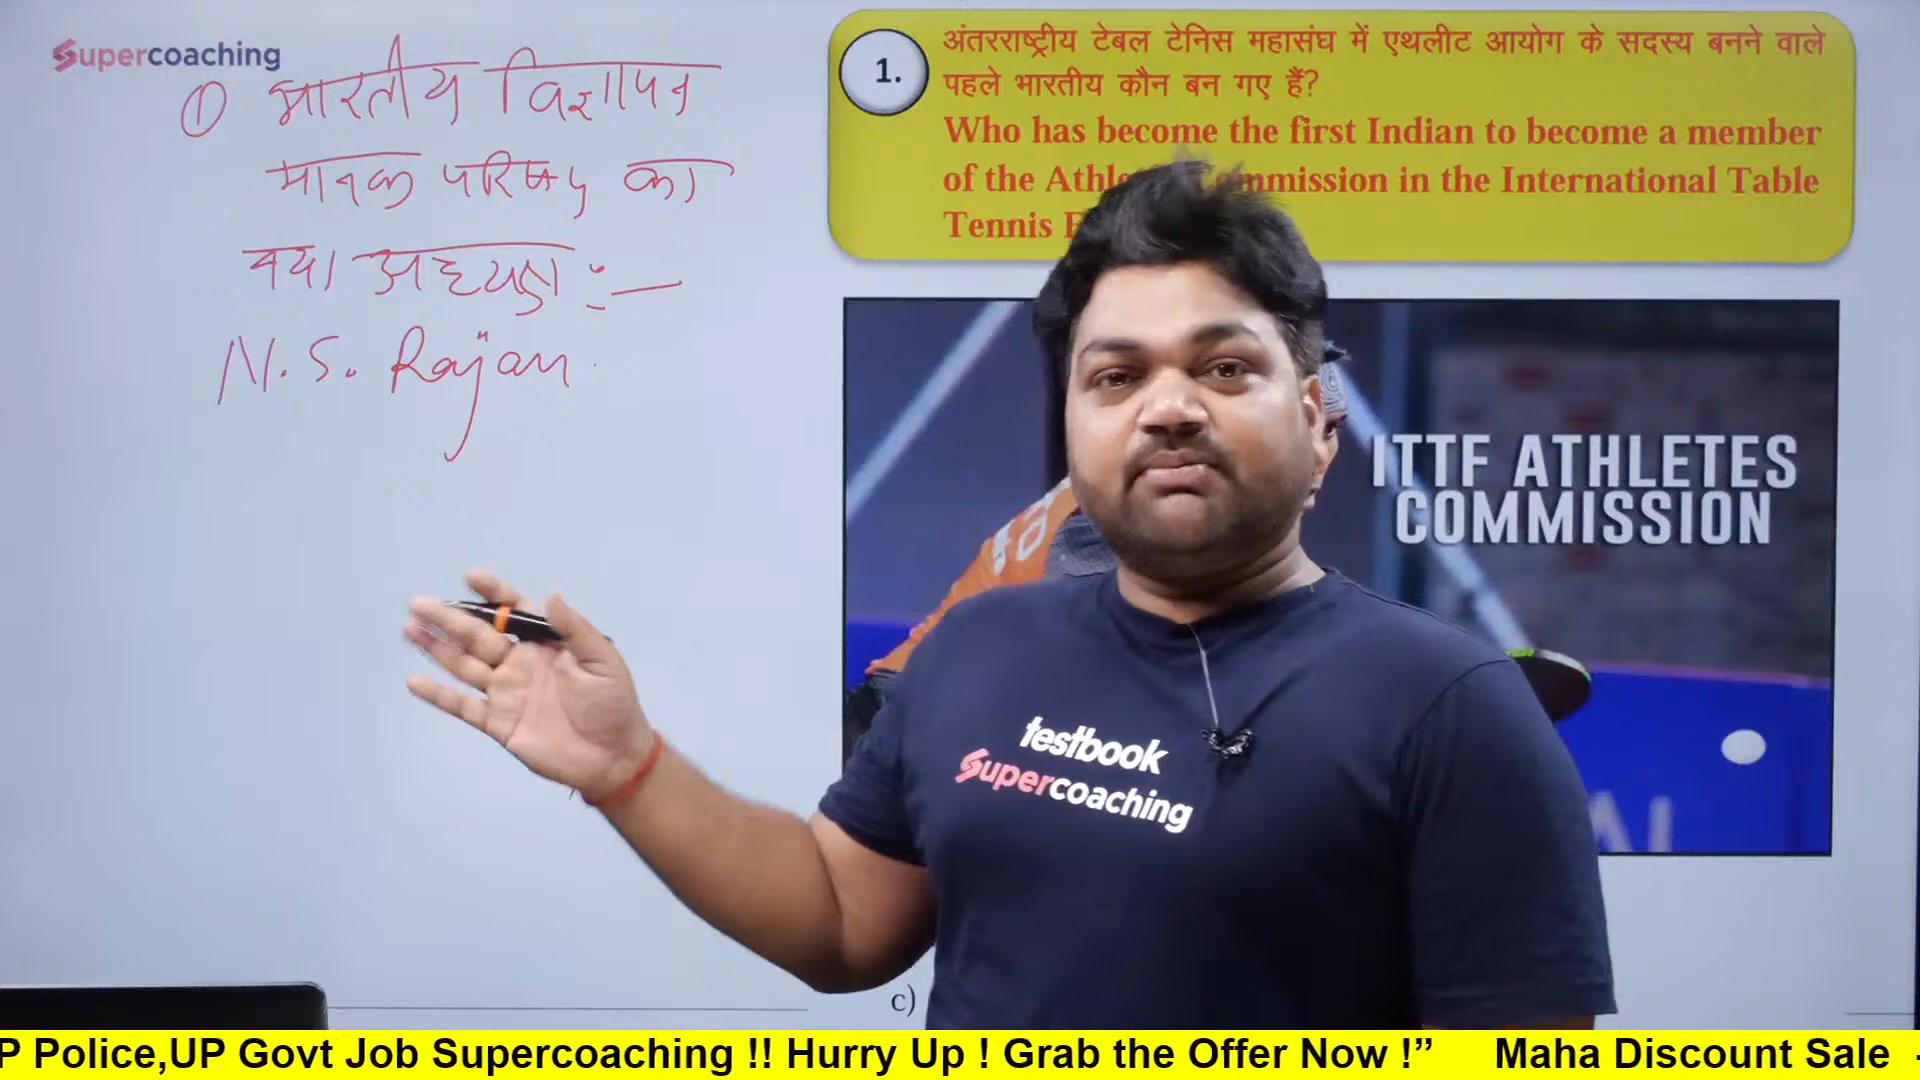 Supercoaching
① भारतीय विज्ञापन
मानक परिषद का
नया अध्यक्ष :—
N. S. Rajan
1.
अंतरराष्ट्रीय टेबल टेनिस महासंघ में एथलीट आयोग के सदस्य बनने वाले
पहले भारतीय कौन बन गए हैं?
Who has become the first Indian to become a member
of the Commission in the International Table
Tennis
ITTF ATHLETES
COMMISSION
testbook
Supercoaching
c)
P Police,UP Govt Job Supercoaching !! Hurry Up ! Grab the Offer Now !” Maha Discount Sale -